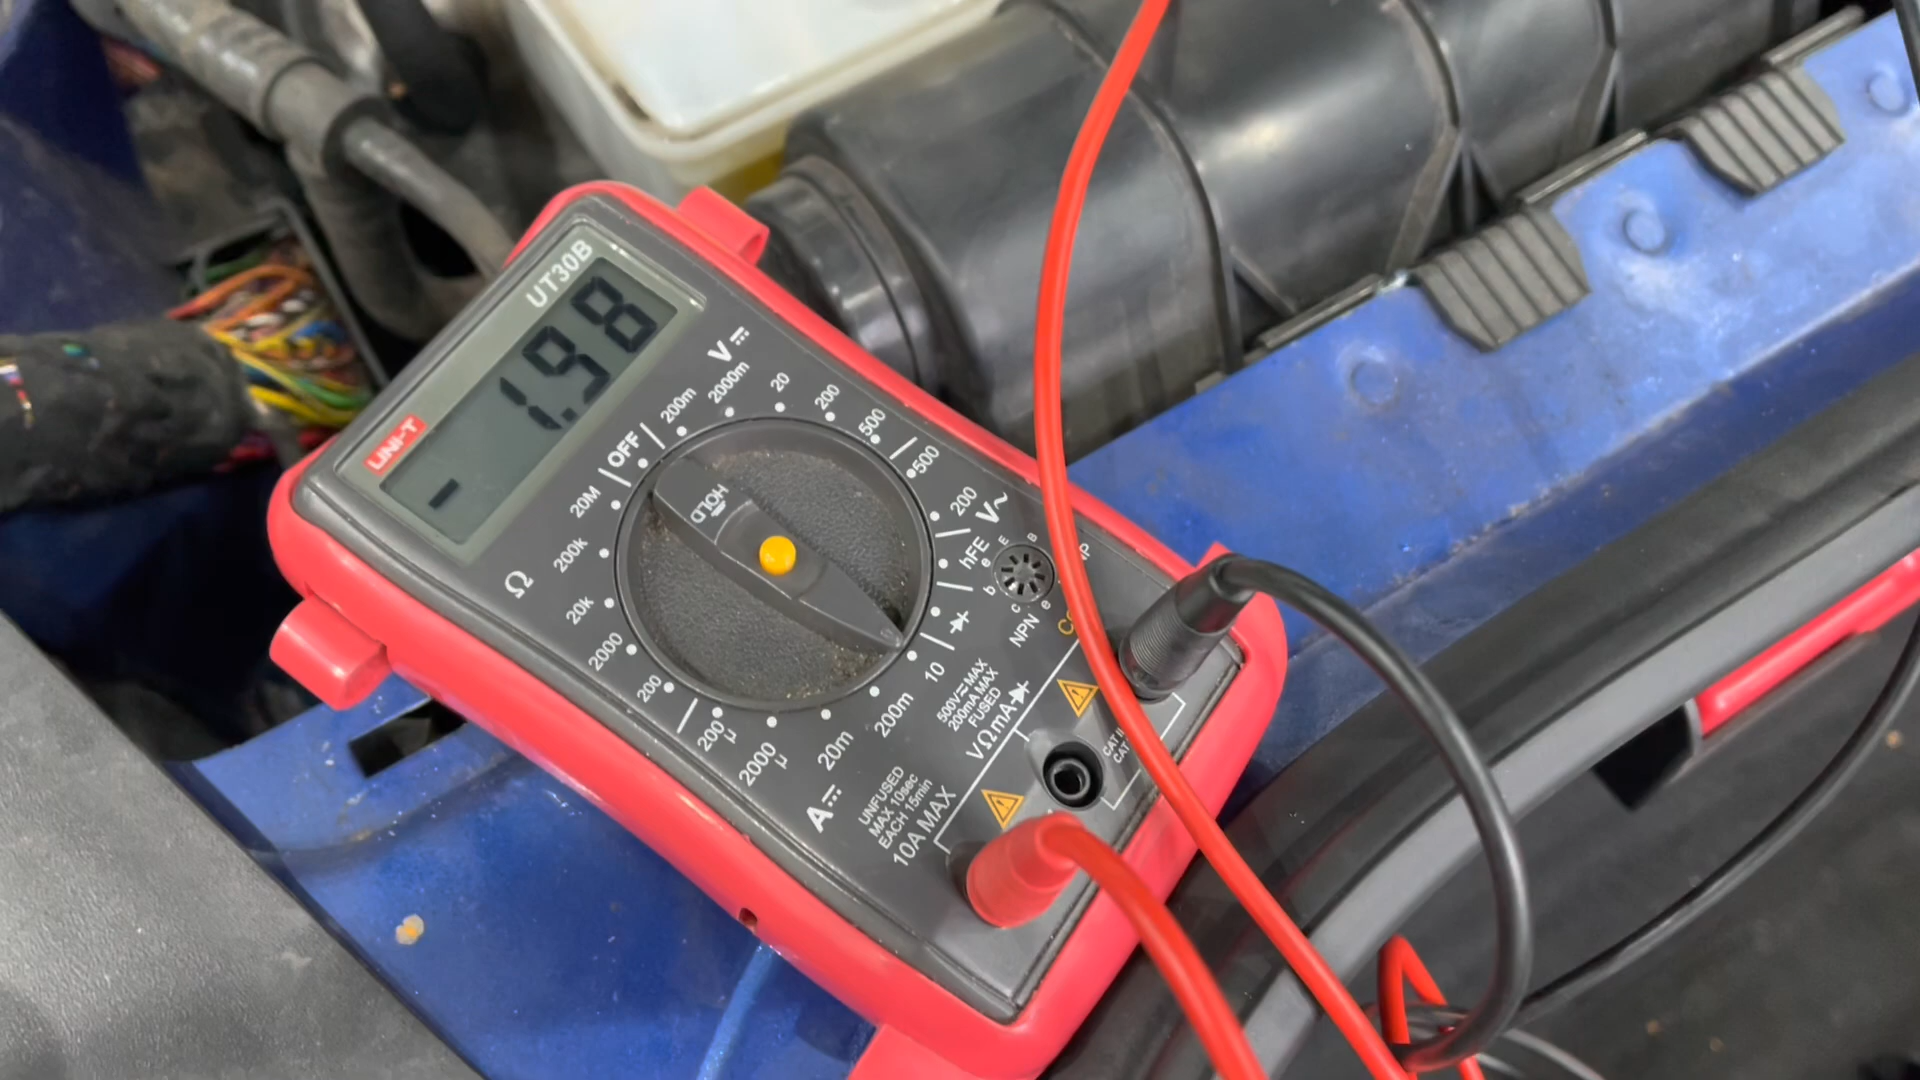 UT30B
- 1.98
UNI-T
V⎓
200m
2000m
20
200
500
500
200
V~
hFE
OFF
20M
200k
20k
2000
200
Ω
HOLD
200µ
2000µ
20m
200m
10
A⎓
E
B
e
b
c
e
NPN
500V⎓MAX
200mA MAX
FUSED
VΩmA
UNFUSED
MAX 10sec
EACH 15min
10A MAX
CAT
CAT